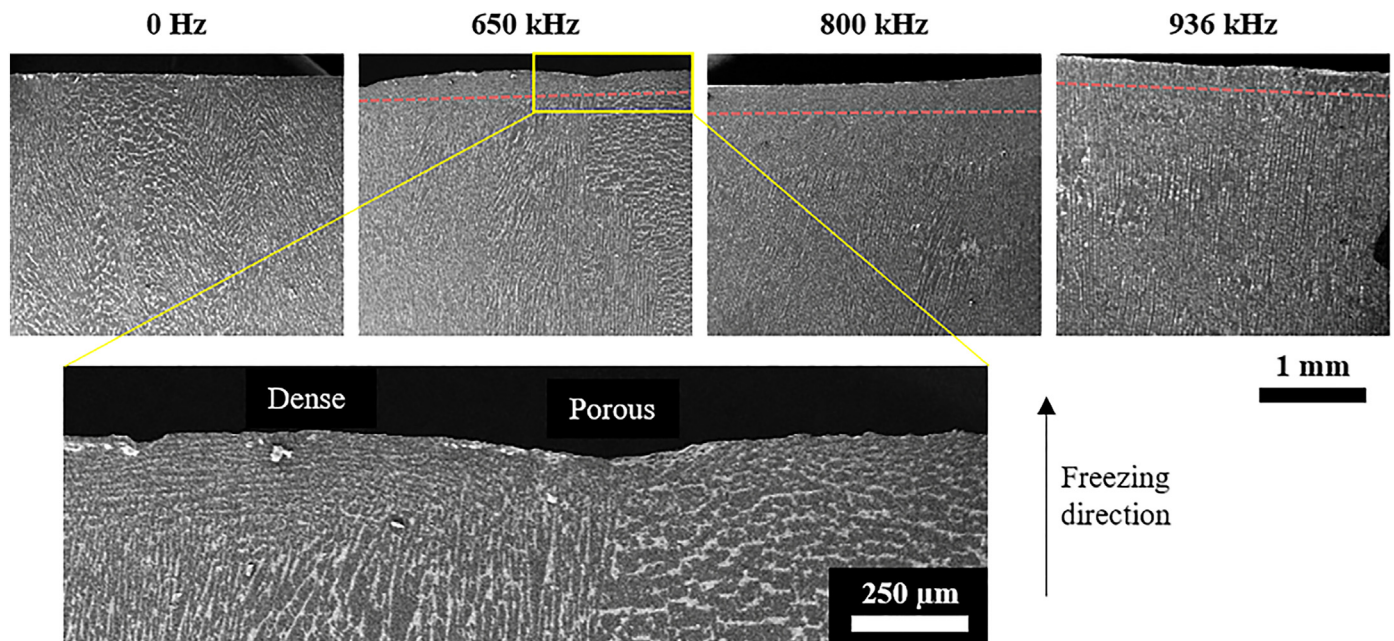 0 Hz
650 kHz
800 kHz
936 kHz
1 mm
Dense
Porous
Freezing
direction
250 µm